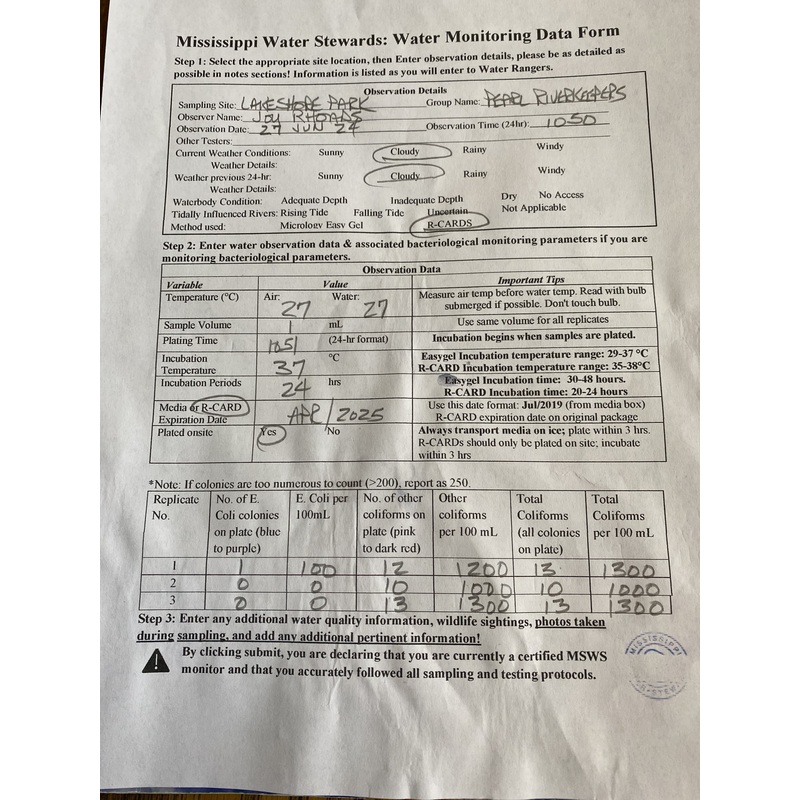 Mississippi Water Stewards: Water Monitoring Data Form
Step 1: Select the appropriate site location, then Enter observation details, please be as detailed as
possible in notes sections! Information is listed as you will enter to Water Rangers.
Observation Details
Sampling Site: LAKESHORE PARK Group Name: PEARL RIVERKEEPERS
Observer Name: JOY RHOADS
Observation Date: 27 JUN 24 Observation Time (24hr): 1050
Other Testers:
Current Weather Conditions: Sunny Cloudy Rainy Windy
Weather Details:
Weather previous 24-hr: Sunny Cloudy Rainy Windy
Weather Details:
Waterbody Condition: Adequate Depth Inadequate Depth Dry No Access
Tidally Influenced Rivers: Rising Tide Falling Tide Uncertain Not Applicable
Method used: Micrology Easy Gel R-CARDS
Step 2: Enter water observation data & associated bacteriological monitoring parameters if you are
monitoring bacteriological parameters.
Observation Data
Variable Value Important Tips
Temperature (°C) Air: 27 Water: 27 Measure air temp before water temp. Read with bulb
submerged if possible. Don't touch bulb.
Sample Volume 1 mL Use same volume for all replicates
Plating Time 1051 (24-hr format) Incubation begins when samples are plated.
Incubation Temperature 37 °C Easygel Incubation temperature range: 29-37 °C
R-CARD Incubation temperature range: 35-38°C
Incubation Periods 24 hrs Easygel Incubation time: 30-48 hours.
R-CARD Incubation time: 20-24 hours
Media or R-CARD Expiration Date APR/2025 Use this date format: Jul/2019 (from media box)
R-CARD expiration date on original package
Plated onsite Yes No Always transport media on ice; plate within 3 hrs.
R-CARDs should only be plated on site; incubate
within 3 hrs
*Note: If colonies are too numerous to count (>200), report as 250.
Replicate No. of E. E. Coli per No. of other Other Total Total
No. Coli colonies 100mL coliforms on coliforms Coliforms Coliforms
on plate (blue plate (pink per 100 mL (all colonies per 100 mL
to purple) to dark red) on plate)
1 1 100 12 1200 13 1300
2 0 0 10 1000 10 1000
3 0 0 13 1300 13 1300
Step 3: Enter any additional water quality information, wildlife sightings, photos taken
during sampling, and add any additional pertinent information!
By clicking submit, you are declaring that you are currently a certified MSWS
monitor and that you accurately followed all sampling and testing protocols.
MISSISSIPPI